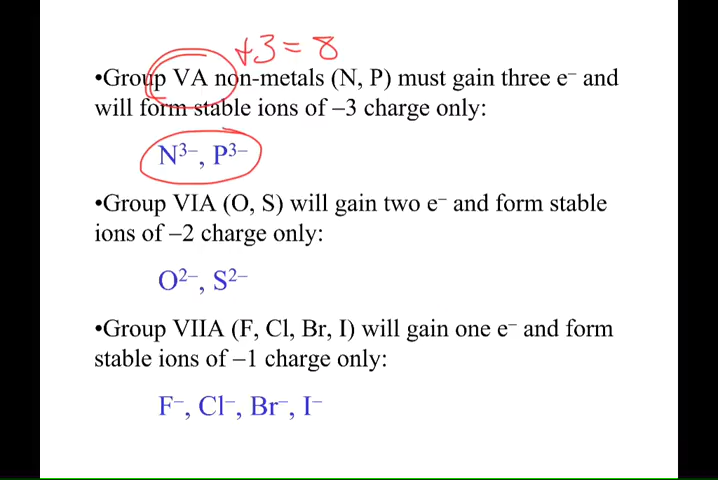 +3=8
•Group VA non-metals (N, P) must gain three e⁻ and
will form stable ions of –3 charge only:
N³⁻, P³⁻
•Group VIA (O, S) will gain two e⁻ and form stable
ions of –2 charge only:
O²⁻, S²⁻
•Group VIIA (F, Cl, Br, I) will gain one e⁻ and form
stable ions of –1 charge only:
F⁻, Cl⁻, Br⁻, I⁻